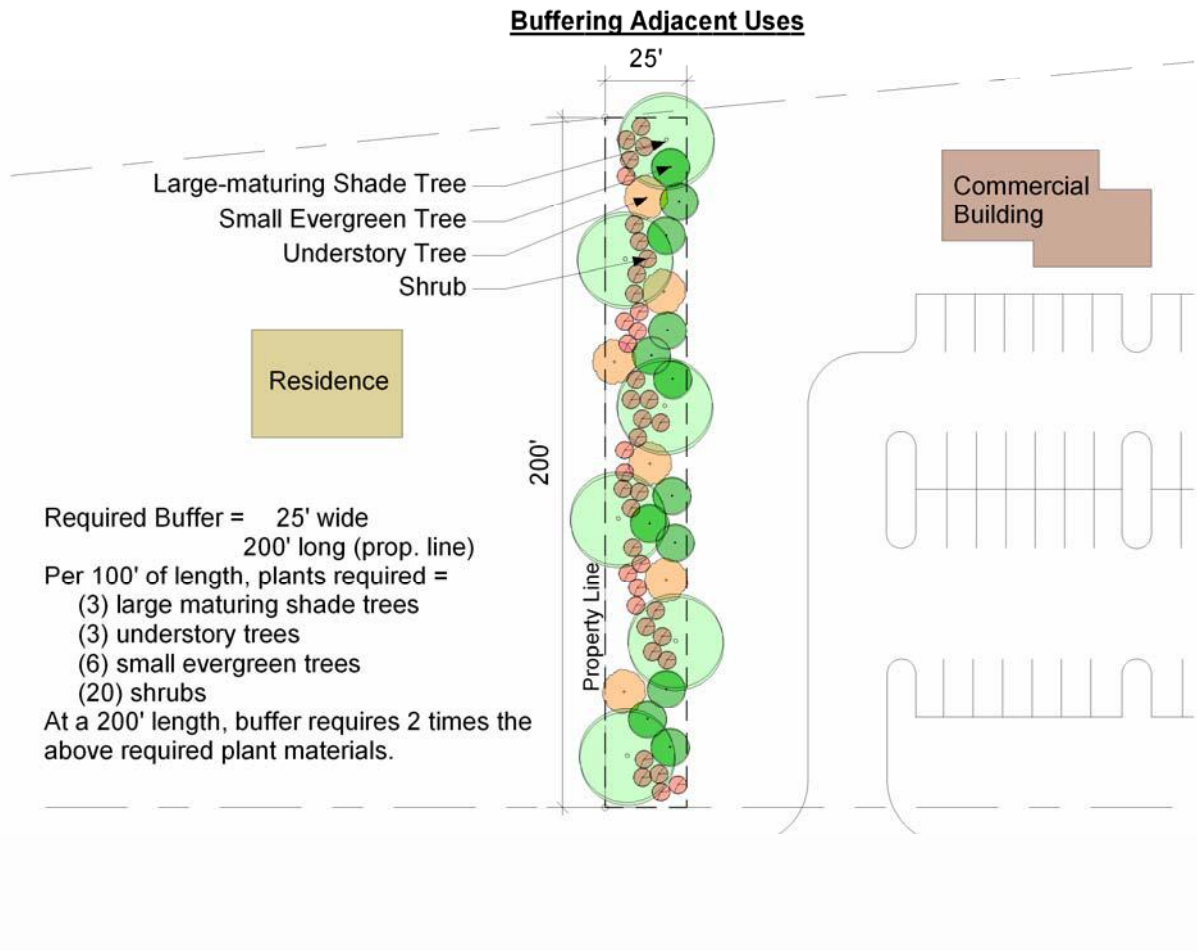 Buffering Adjacent Uses
25'
Large-maturing Shade Tree
Small Evergreen Tree
Understory Tree
Shrub
Commercial
Building
Residence
200'
Property Line
Required Buffer = 25' wide
200' long (prop. line)
Per 100' of length, plants required =
(3) large maturing shade trees
(3) understory trees
(6) small evergreen trees
(20) shrubs
At a 200' length, buffer requires 2 times the
above required plant materials.